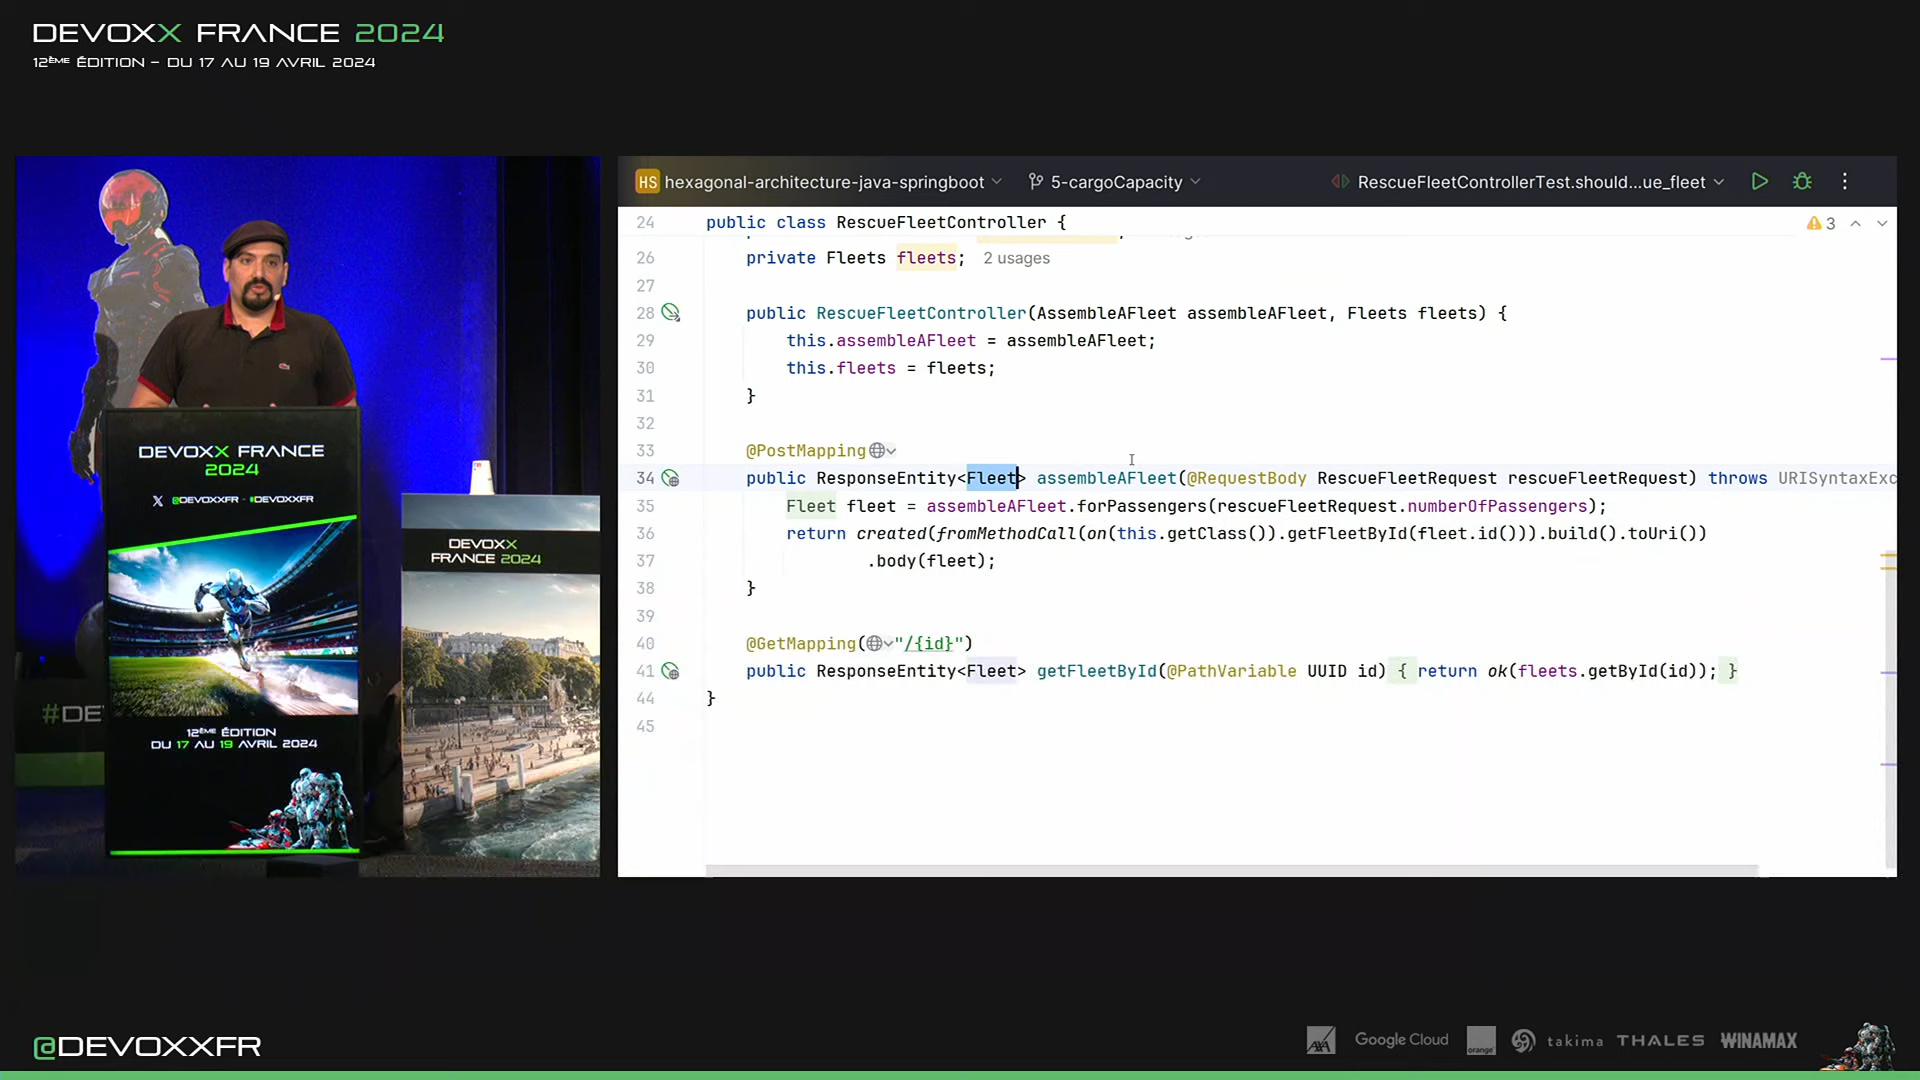 DEVOXX FRANCE 2024
12ÈME ÉDITION – DU 17 AU 19 AVRIL 2024
DEVOXX FRANCE
2024
X @DEVOXXFR - #DEVOXXFR
12ÈME ÉDITION
DU 17 AU 19 AVRIL 2024
#DE
DEVOXX
FRANCE 2024
HS hexagonal-architecture-java-springboot 5-cargoCapacity RescueFleetControllerTest.should...ue_fleet
24 public class RescueFleetController { 3
26 private Fleets fleets; 2 usages
27
28 public RescueFleetController(AssembleAFleet assembleAFleet, Fleets fleets) {
29 this.assembleAFleet = assembleAFleet;
30 this.fleets = fleets;
31 }
32
33 @PostMapping
34 public ResponseEntity<Fleet> assembleAFleet(@RequestBody RescueFleetRequest rescueFleetRequest) throws URISyntaxExc
35 Fleet fleet = assembleAFleet.forPassengers(rescueFleetRequest.numberOfPassengers);
36 return created(fromMethodCall(on(this.getClass()).getFleetById(fleet.id())).build().toUri())
37 .body(fleet);
38 }
39
40 @GetMapping("/{id}")
41 public ResponseEntity<Fleet> getFleetById(@PathVariable UUID id) { return ok(fleets.getById(id)); }
44 }
45
@DEVOXXFR
AXA Google Cloud orange takima THALES WINAMAX